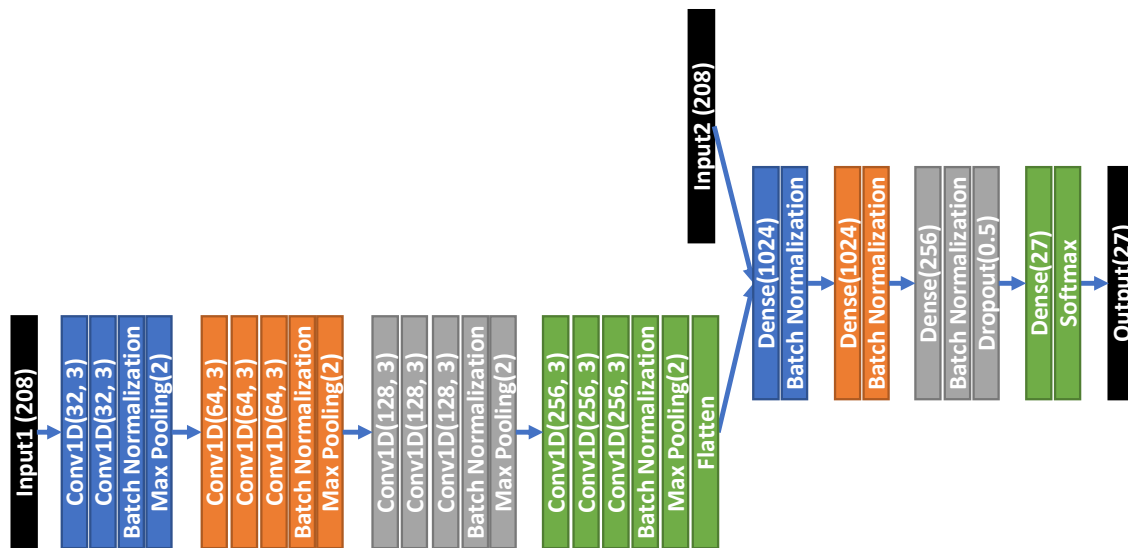 Input1 (208)
Conv1D(32, 3)
Conv1D(32, 3)
Batch Normalization
Max Pooling(2)
Conv1D(64, 3)
Conv1D(64, 3)
Conv1D(64, 3)
Batch Normalization
Max Pooling(2)
Conv1D(128, 3)
Conv1D(128, 3)
Conv1D(128, 3)
Batch Normalization
Max Pooling(2)
Conv1D(256, 3)
Conv1D(256, 3)
Conv1D(256, 3)
Batch Normalization
Max Pooling(2)
Flatten
Input2 (208)
Dense(1024)
Batch Normalization
Dense(1024)
Batch Normalization
Dense(256)
Batch Normalization
Dropout(0.5)
Dense(27)
Softmax
Output(27)